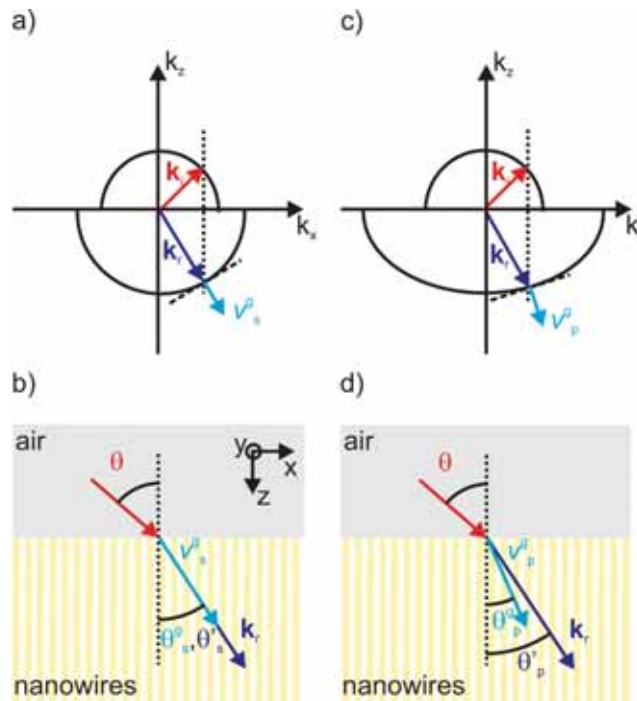 a)
c)
k_z
k_z
k
k
k_x
k
k_r
k_r
v^g_s
v^g_p
b)
d)
air
air
θ
y
x
z
θ
v^g_s
v^g_p
θ^g_s,θ'_s
k_r
θ^g_p
k_r
θ'_p
nanowires
nanowires